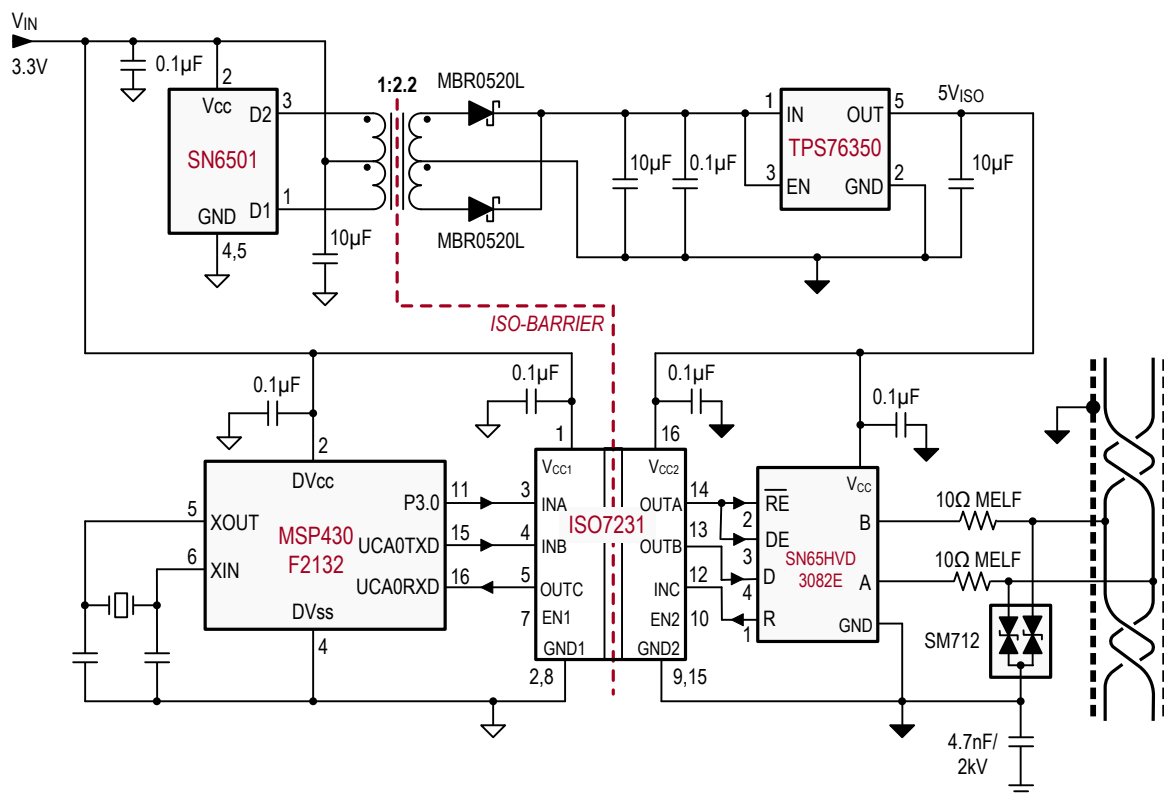 VIN
3.3V
0.1µF
2
Vcc
D2
3
SN6501
D1
1
GND
4,5
10µF
1:2.2
MBR0520L
MBR0520L
10µF
0.1µF
1
IN
OUT
5
TPS76350
3
EN
GND
2
5VISO
10µF
ISO-BARRIER
0.1µF
2
DVcc
5
XOUT
P3.0
11
MSP430
F2132
6
XIN
UCA0TXD
15
UCA0RXD
16
DVss
4
0.1µF
1
VCC1
3
INA
4
INB
5
OUTC
7
EN1
GND1
2,8
ISO7231
0.1µF
16
VCC2
OUTA
14
OUTB
13
INC
12
EN2
10
GND2
9,15
0.1µF
VCC
RE
2
DE
3
D
4
R
1
SN65HVD
3082E
B
A
GND
10Ω MELF
10Ω MELF
SM712
4.7nF/
2kV